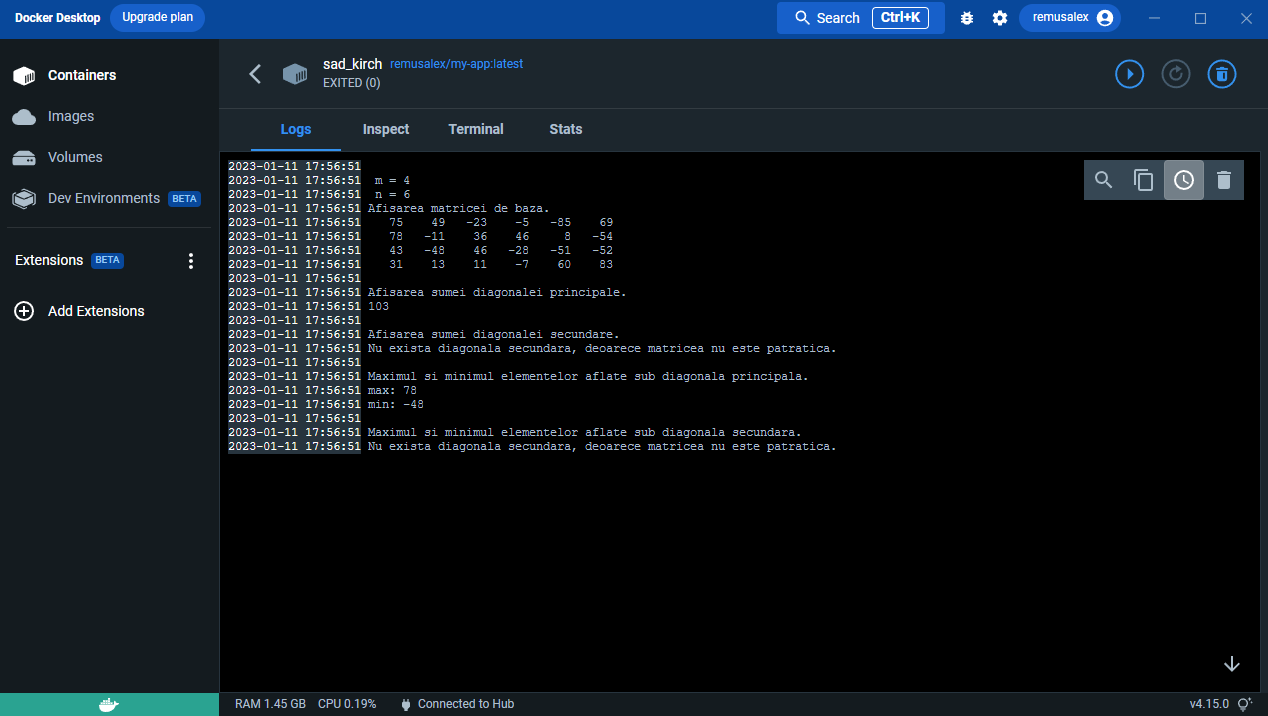 Docker Desktop Upgrade plan Search Ctrl+K remusalex
Containers
Images
Volumes
Dev Environments BETA
Extensions BETA
Add Extensions
sad_kirch remusalex/my-app:latest
EXITED (0)
Logs Inspect Terminal Stats
2023-01-11 17:56:51
2023-01-11 17:56:51 m = 4
2023-01-11 17:56:51 n = 6
2023-01-11 17:56:51 Afisarea matricei de baza.
2023-01-11 17:56:51 75 49 -23 -5 -85 69
2023-01-11 17:56:51 78 -11 36 46 8 -54
2023-01-11 17:56:51 43 -48 46 -28 -51 -52
2023-01-11 17:56:51 31 13 11 -7 60 83
2023-01-11 17:56:51
2023-01-11 17:56:51 Afisarea sumei diagonalei principale.
2023-01-11 17:56:51 103
2023-01-11 17:56:51
2023-01-11 17:56:51 Afisarea sumei diagonalei secundare.
2023-01-11 17:56:51 Nu exista diagonala secundara, deoarece matricea nu este patratica.
2023-01-11 17:56:51
2023-01-11 17:56:51 Maximul si minimul elementelor aflate sub diagonala principala.
2023-01-11 17:56:51 max: 78
2023-01-11 17:56:51 min: -48
2023-01-11 17:56:51
2023-01-11 17:56:51 Maximul si minimul elementelor aflate sub diagonala secundara.
2023-01-11 17:56:51 Nu exista diagonala secundara, deoarece matricea nu este patratica.
RAM 1.45 GB CPU 0.19% Connected to Hub v4.15.0